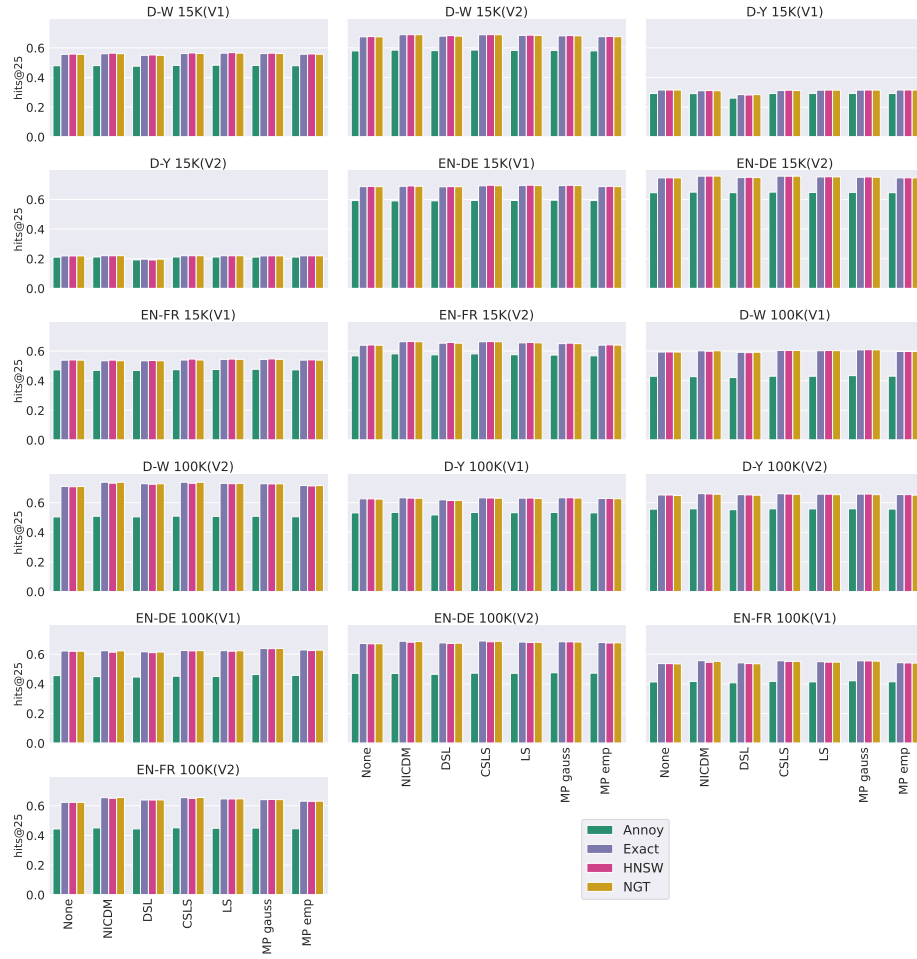 D-W 15K(V1)
D-W 15K(V2)
D-Y 15K(V1)
hits@25
0.6
0.4
0.2
0.0
D-Y 15K(V2)
EN-DE 15K(V1)
EN-DE 15K(V2)
hits@25
0.6
0.4
0.2
0.0
EN-FR 15K(V1)
EN-FR 15K(V2)
D-W 100K(V1)
hits@25
0.6
0.4
0.2
0.0
D-W 100K(V2)
D-Y 100K(V1)
D-Y 100K(V2)
hits@25
0.6
0.4
0.2
0.0
EN-DE 100K(V1)
EN-DE 100K(V2)
EN-FR 100K(V1)
hits@25
0.6
0.4
0.2
0.0
None
NICDM
DSL
CSLS
LS
MP gauss
MP emp
None
NICDM
DSL
CSLS
LS
MP gauss
MP emp
EN-FR 100K(V2)
hits@25
0.6
0.4
0.2
0.0
None
NICDM
DSL
CSLS
LS
MP gauss
MP emp
Annoy
Exact
HNSW
NGT